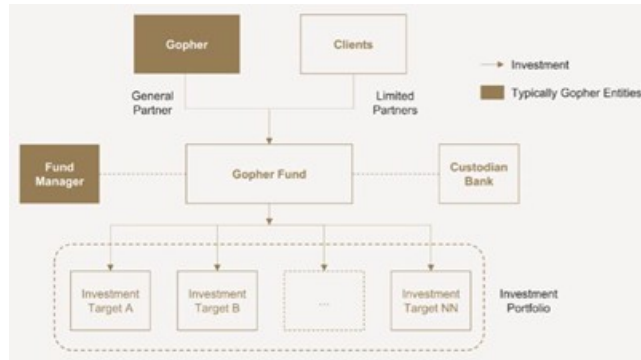 Gopher
Clients
Investment
General
Partner
Limited
Partners
Typically Gopher Entities
Fund
Manager
Gopher Fund
Custodian
Bank
Investment
Target A
Investment
Target B
...
Investment
Target NN
Investment
Portfolio